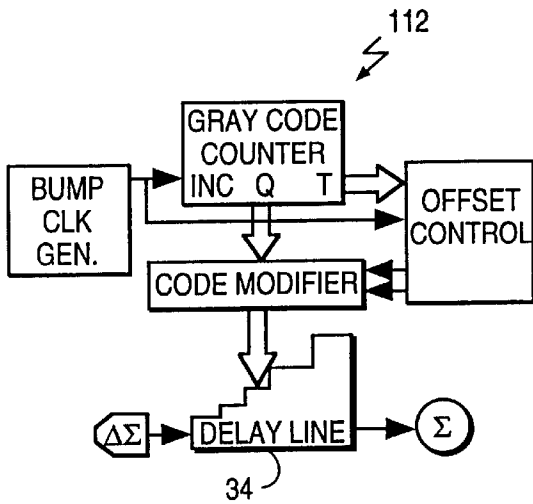 112
GRAY CODE
COUNTER
INC Q T
BUMP
CLK
GEN.
OFFSET
CONTROL
CODE MODIFIER
ΔΣ
DELAY LINE
Σ
34